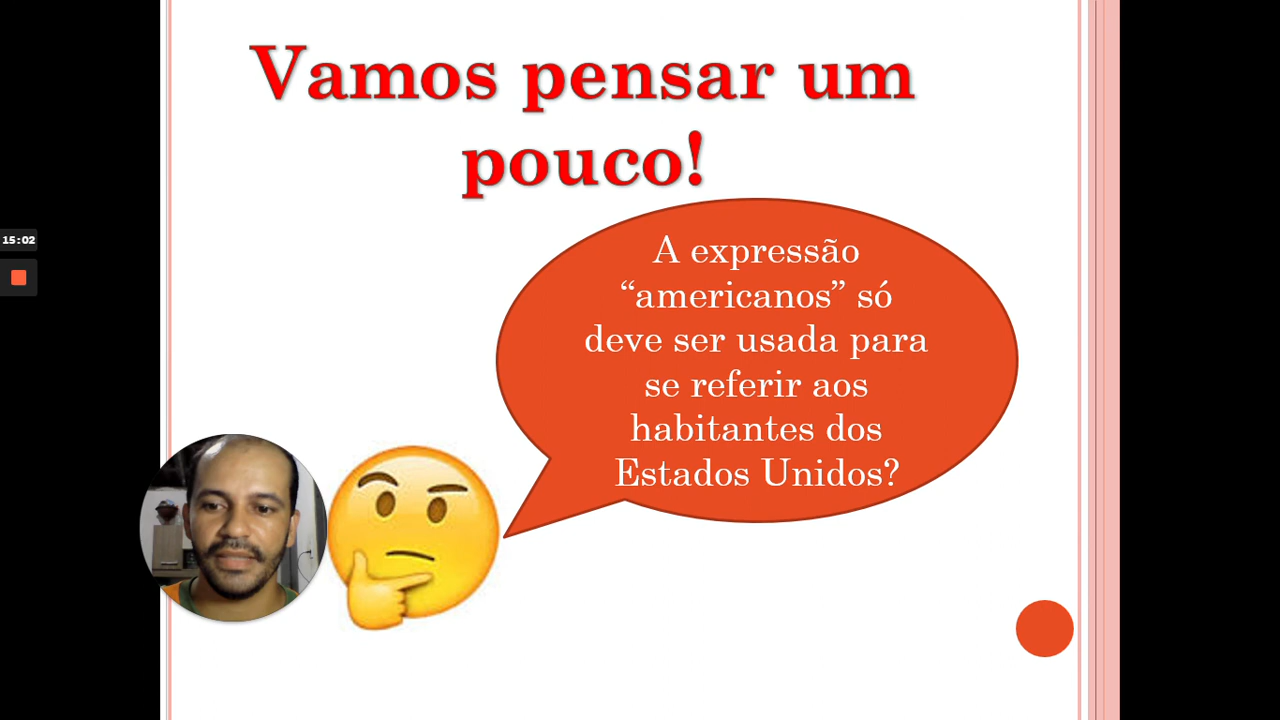 Vamos pensar um
pouco!
A expressão
“americanos” só
deve ser usada para
se referir aos
habitantes dos
Estados Unidos?
15:02